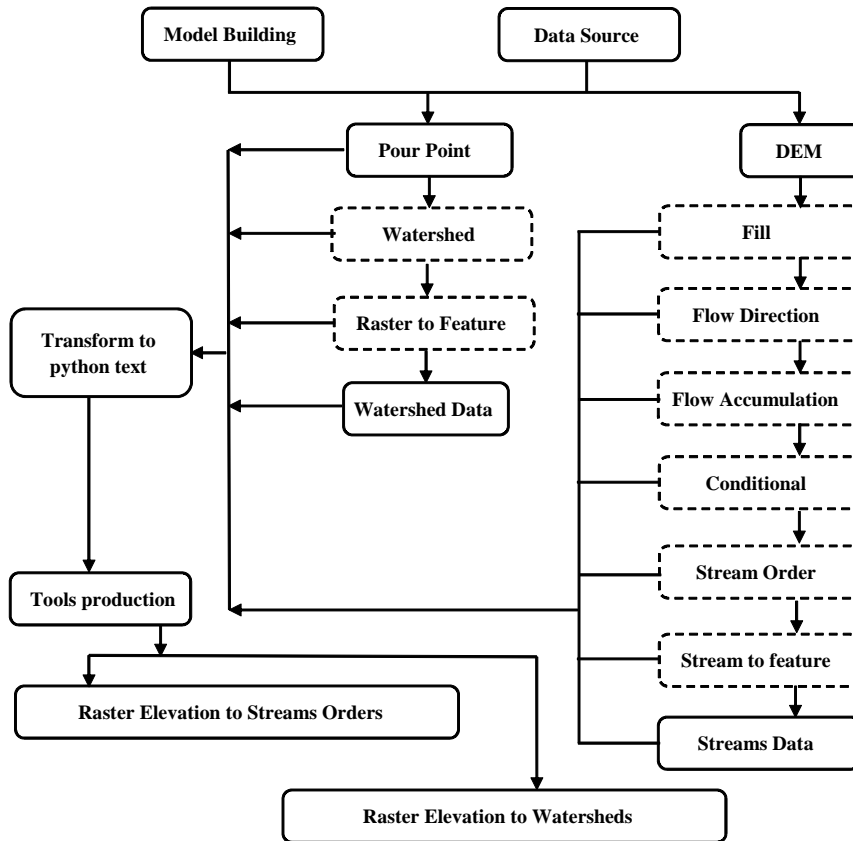 Model Building
Data Source
Pour Point
DEM
Watershed
Fill
Raster to Feature
Flow Direction
Transform to
python text
Watershed Data
Flow Accumulation
Conditional
Tools production
Stream Order
Stream to feature
Raster Elevation to Streams Orders
Streams Data
Raster Elevation to Watersheds